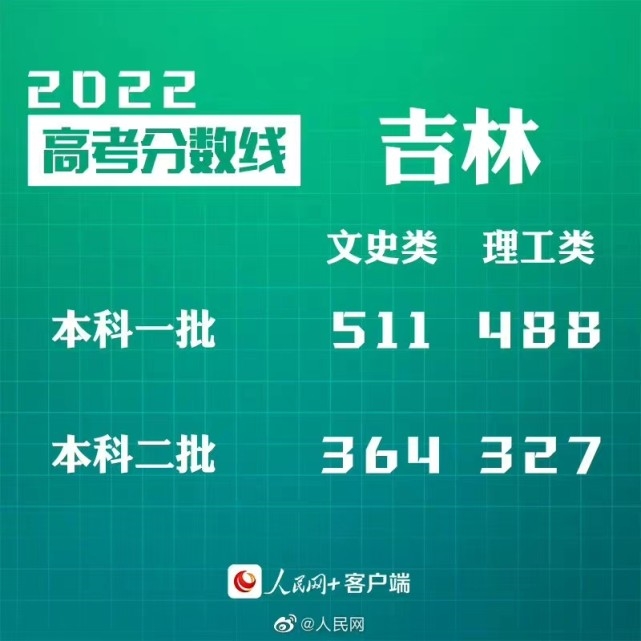 2022
高考分数线
吉林
文史类 理工类
本科一批 511 488
本科二批 364 327
人民网+客户端
@人民网